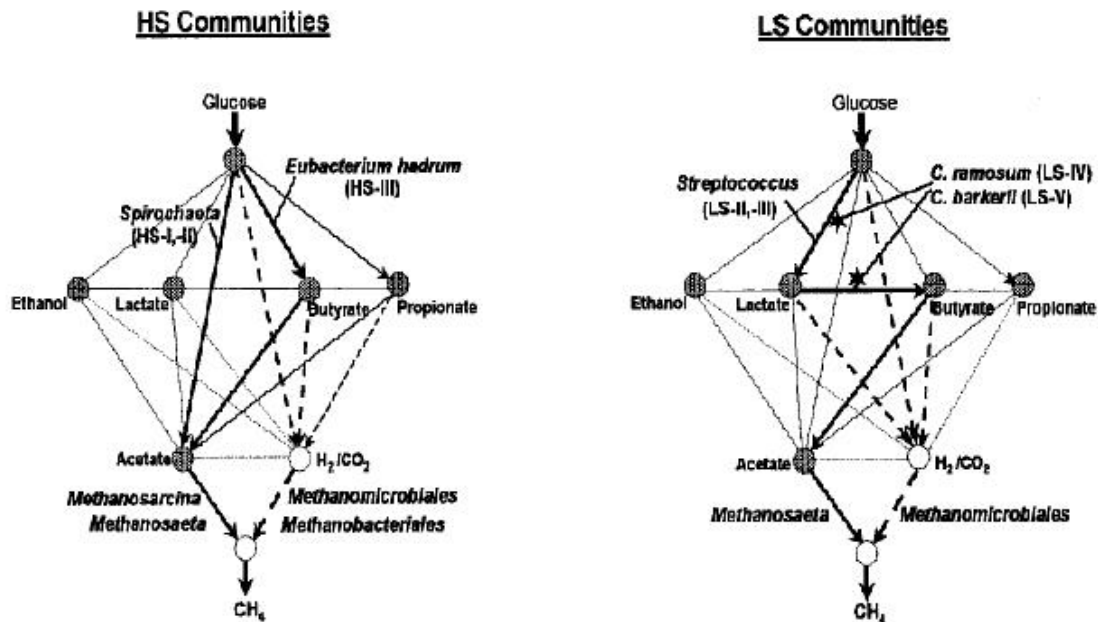 HS Communities
Glucose
Eubacterium hadrum
(HS-III)
Spirochaeta
(HS-I,-II)
Ethanol
Lactate
Butyrate
Propionate
Acetate
H2/CO2
Methanosarcina
Methanosaeta
Methanomicrobiales
Methanobacteriales
CH4
LS Communities
Glucose
Streptococcus
(LS-II,-III)
C. ramosum (LS-IV)
C. barkerii (LS-V)
Ethanol
Lactate
Butyrate
Propionate
Acetate
H2/CO2
Methanosaeta
Methanomicrobiales
CH4